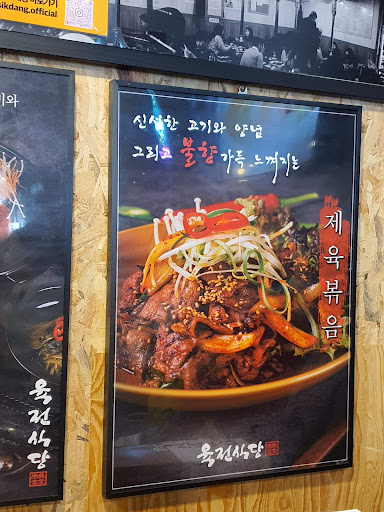 sikdang.official
신선한 고기와 양념
그리고 불향 가득 느껴지는
제육볶음
육전식당
육전식당